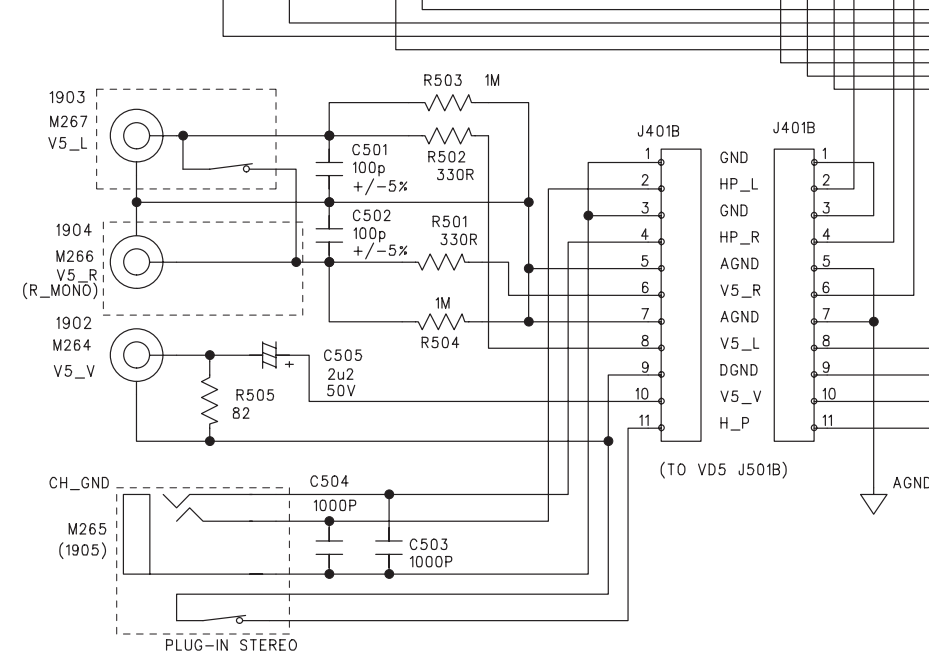 R503 1M
1903
M267
V5_L
C501
100p
+/-5%
R502
330R
C502
100p
+/-5%
R501
330R
1904
M266
V5_R
(R_MONO)
1M
R504
1902
M264
V5_V
C505
2u2
50V
+
R505
82
J401B
1
2
3
4
5
6
7
8
9
10
11
GND
HP_L
GND
HP_R
AGND
V5_R
AGND
V5_L
DGND
V5_V
H_P
J401B
1
2
3
4
5
6
7
8
9
10
11
(TO VD5 J501B)
AGND
CH_GND
C504
1000P
M265
(1905)
C503
1000P
PLUG-IN STEREO